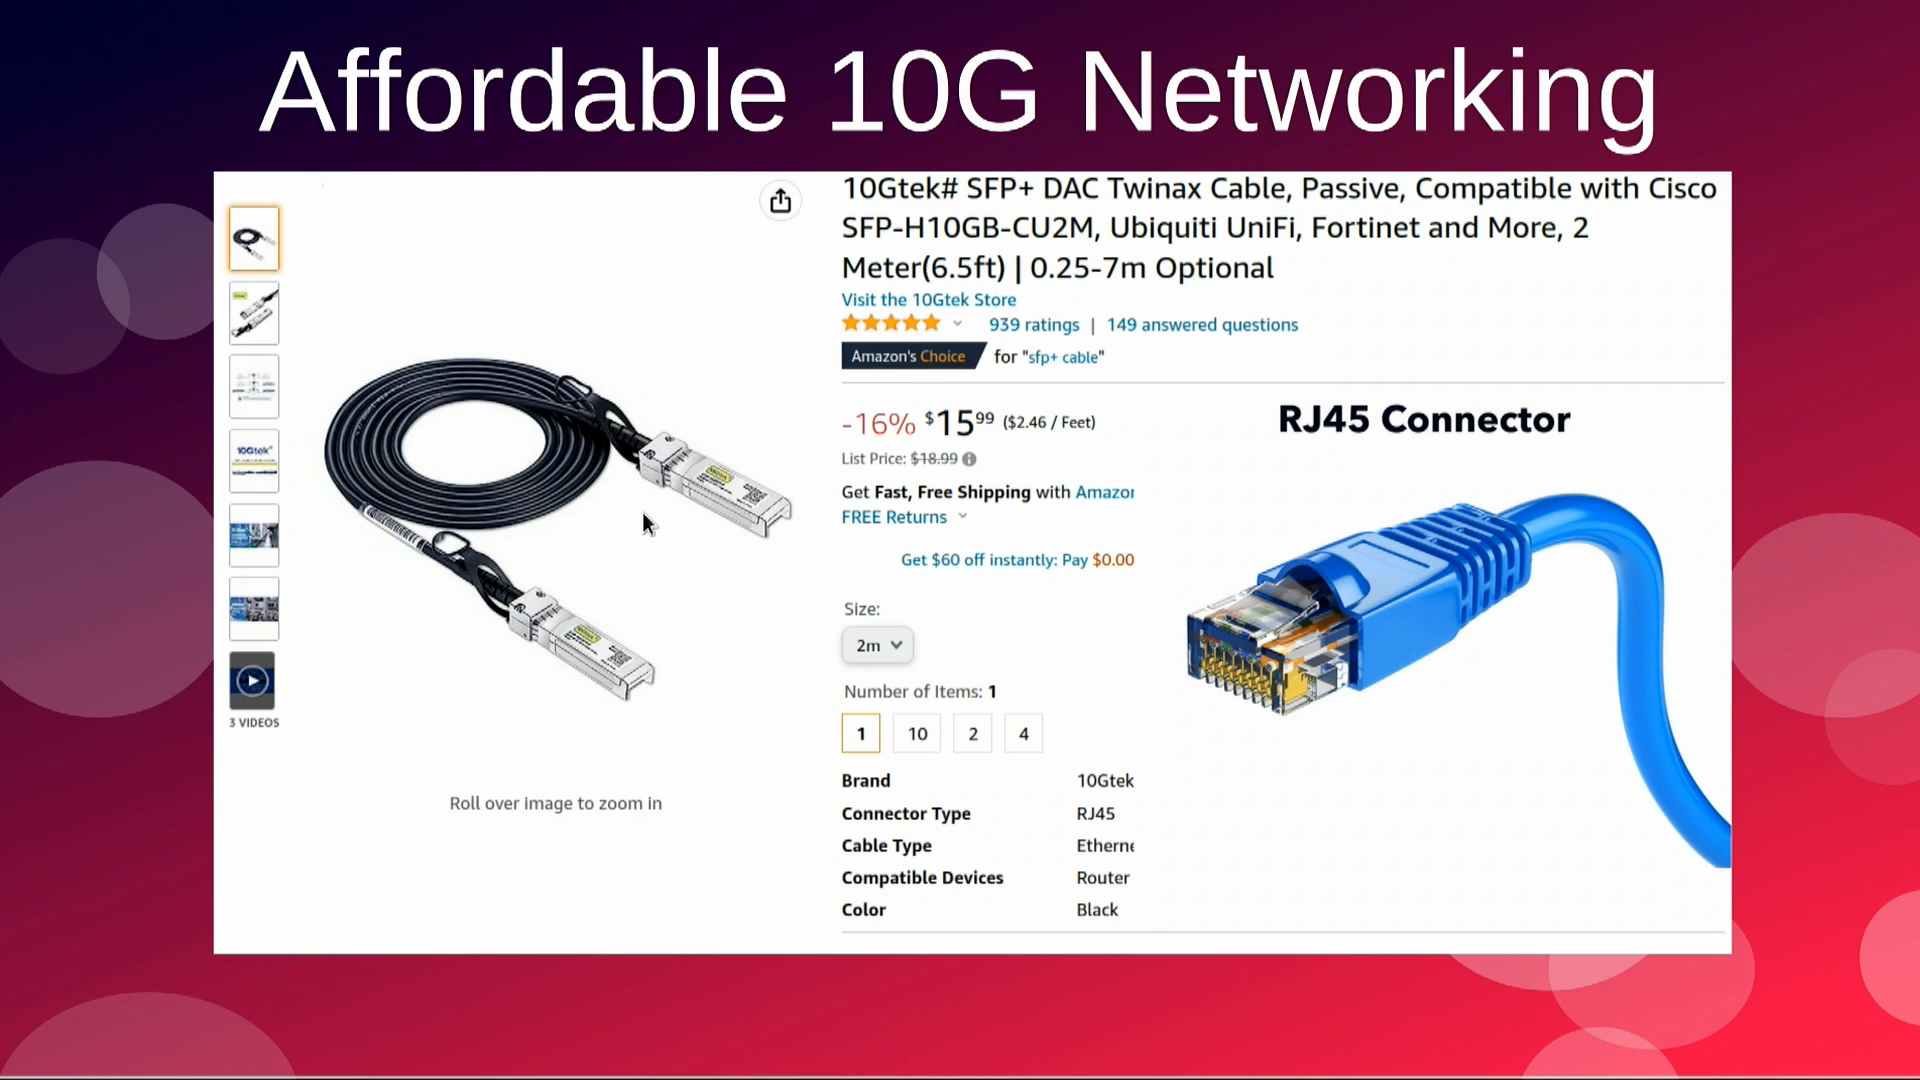 Affordable 10G Networking
10Gtek# SFP+ DAC Twinax Cable, Passive, Compatible with Cisco
SFP-H10GB-CU2M, Ubiquiti UniFi, Fortinet and More, 2
Meter(6.5ft) | 0.25-7m Optional
Visit the 10Gtek Store
939 ratings | 149 answered questions
Amazon's Choice for "sfp+ cable"
-16% $15 99 ($2.46 / Feet)
List Price: $18.99
Get Fast, Free Shipping with Amazon
FREE Returns
Get $60 off instantly: Pay $0.00
Size:
2m
Number of Items: 1
1 10 2 4
Brand 10Gtek
Connector Type RJ45
Cable Type Etherne
Compatible Devices Router
Color Black
RJ45 Connector
10Gtek
3 VIDEOS
Roll over image to zoom in